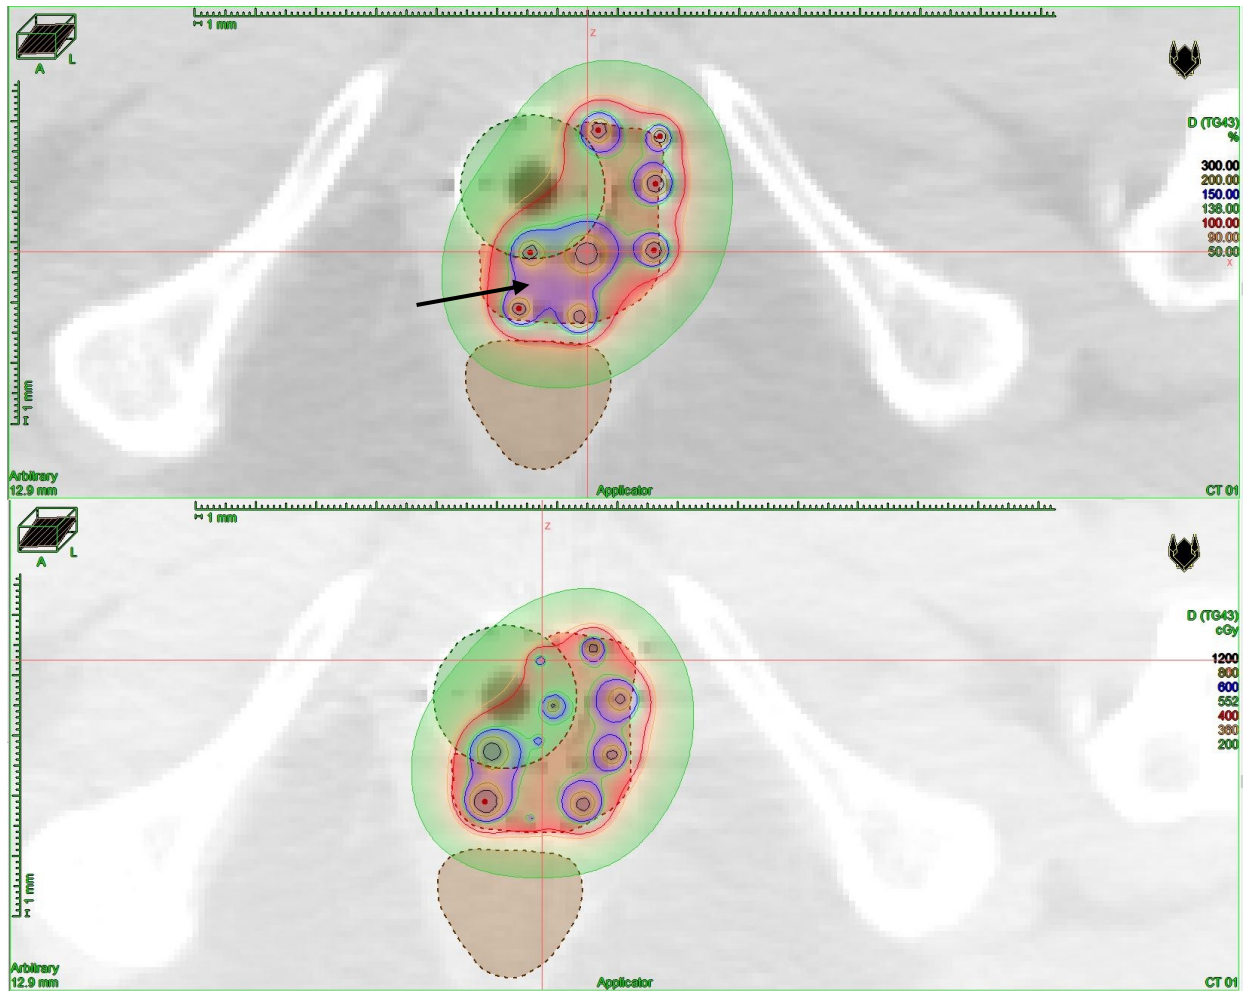 1 mm
z
A
L
D (TG43)
%
300.00
200.00
150.00
138.00
100.00
90.00
50.00
x
1 mm
Arbitrary
12.9 mm
Applicator
CT 01
1 mm
z
A
L
D (TG43)
cGy
1200
800
600
552
400
360
200
1 mm
Arbitrary
12.9 mm
Applicator
CT 01